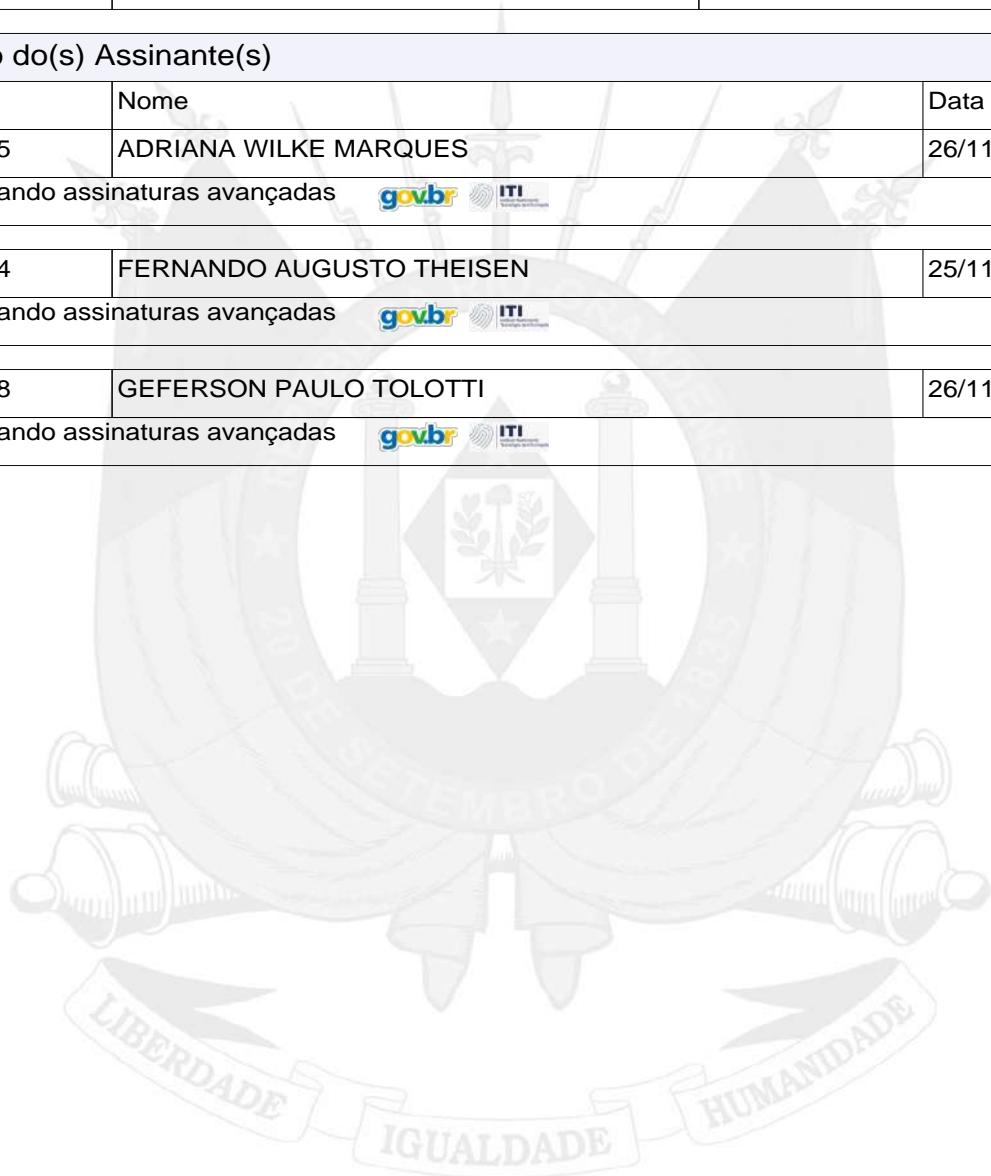 o do(s) Assinante(s)
Nome Data
5 ADRIANA WILKE MARQUES 26/11
ando assinaturas avançadas gov.br ITI
4 FERNANDO AUGUSTO THEISEN 25/11
ando assinaturas avançadas gov.br ITI
8 GEFERSON PAULO TOLOTTI 26/11
ando assinaturas avançadas gov.br ITI
20 DE SETEMBRO DE 1835
LIBERDADE IGUALDADE HUMANIDADE